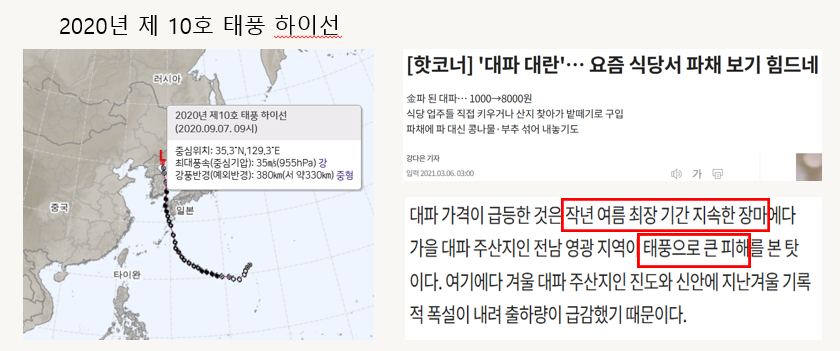 2020년 제 10호 태풍 하이선
러시아
2020년 제10호 태풍 하이선
(2020.09.07. 09시)
중심위치: 35.3˚N,129.3˚E
최대풍속(중심기압): 35㎧(955hPa) 강
강풍반경(예외반경): 380km(서 약330km) 중형
중국
일본
타이완
[핫코너] '대파 대란'… 요즘 식당서 파채 보기 힘드네
金파 된 대파… 1000→8000원
식당 업주들 직접 키우거나 산지 찾아가 밭떼기로 구입
파채에 파 대신 콩나물·부추 섞어 내놓기도
강다은 기자
입력 2021.03.06. 03:00
가
대파 가격이 급등한 것은 작년 여름 최장 기간 지속한 장마에다
가을 대파 주산지인 전남 영광 지역이 태풍으로 큰 피해를 본 탓
이다. 여기에다 겨울 대파 주산지인 진도와 신안에 지난겨울 기록
적 폭설이 내려 출하량이 급감했기 때문이다.